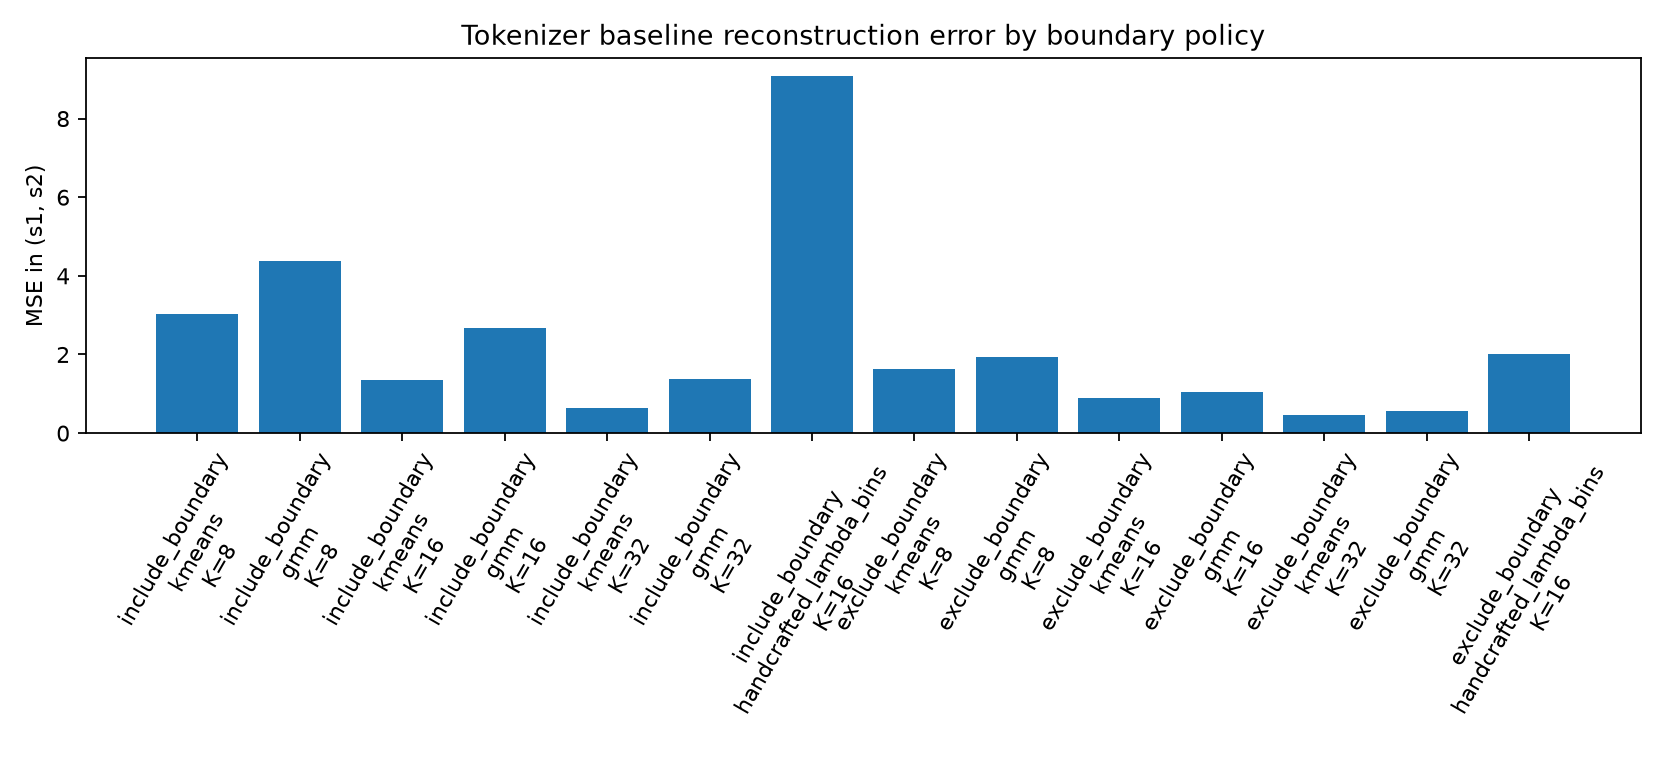 Tokenizer baseline reconstruction error by boundary policy
MSE in (s1, s2)
8
6
4
2
0
include_boundary
kmeans
K=8
include_boundary
gmm
K=8
include_boundary
kmeans
K=16
include_boundary
gmm
K=16
include_boundary
kmeans
K=32
include_boundary
gmm
K=32
include_boundary
handcrafted_lambda_bins
K=16
exclude_boundary
kmeans
K=8
exclude_boundary
gmm
K=8
exclude_boundary
kmeans
K=16
exclude_boundary
gmm
K=16
exclude_boundary
kmeans
K=32
exclude_boundary
gmm
K=32
exclude_boundary
handcrafted_lambda_bins
K=16